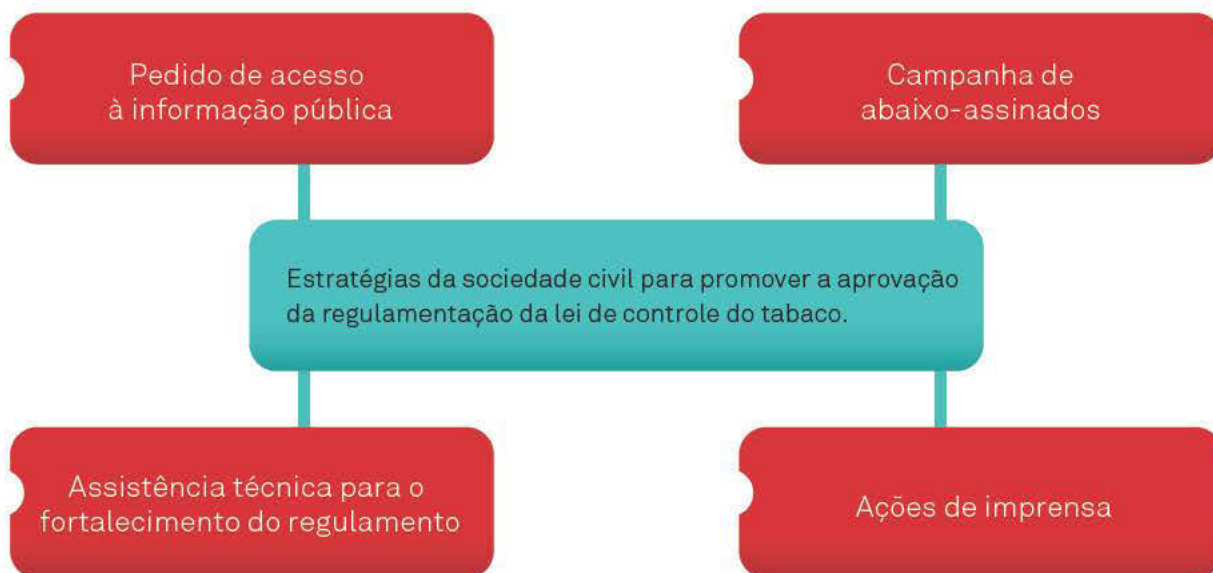 Pedido de acesso
à informação pública
Campanha de
abaixo-assinados
Estratégias da sociedade civil para promover a aprovação
da regulamentação da lei de controle do tabaco.
Assistência técnica para o
fortalecimento do regulamento
Ações de imprensa